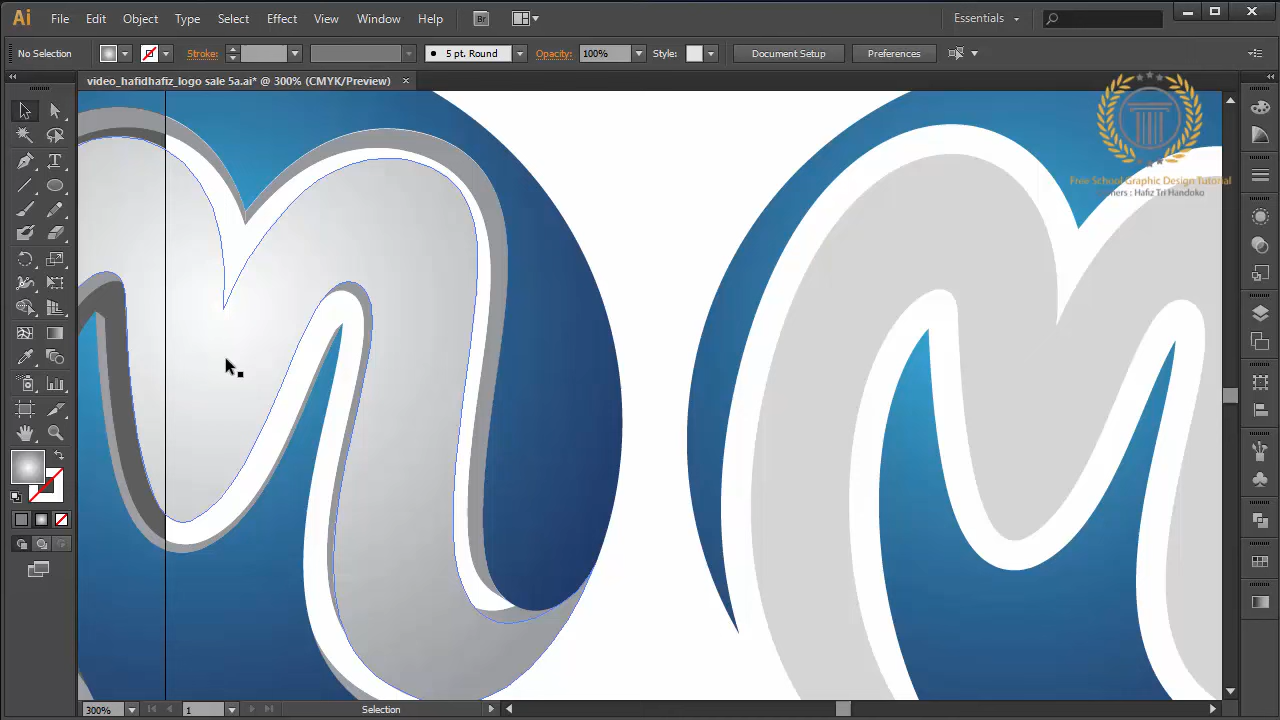 Ai File Edit Object Type Select Effect View Window Help Br Essentials
No Selection Stroke: 5 pt. Round Opacity: 100% Style: Document Setup Preferences
video_hafidhafiz_logo sale 5a.ai* @ 300% (CMYK/Preview)
Free School Graphic Design Tutorial
: Hafiz Tri Handoko
300% 1 Selection